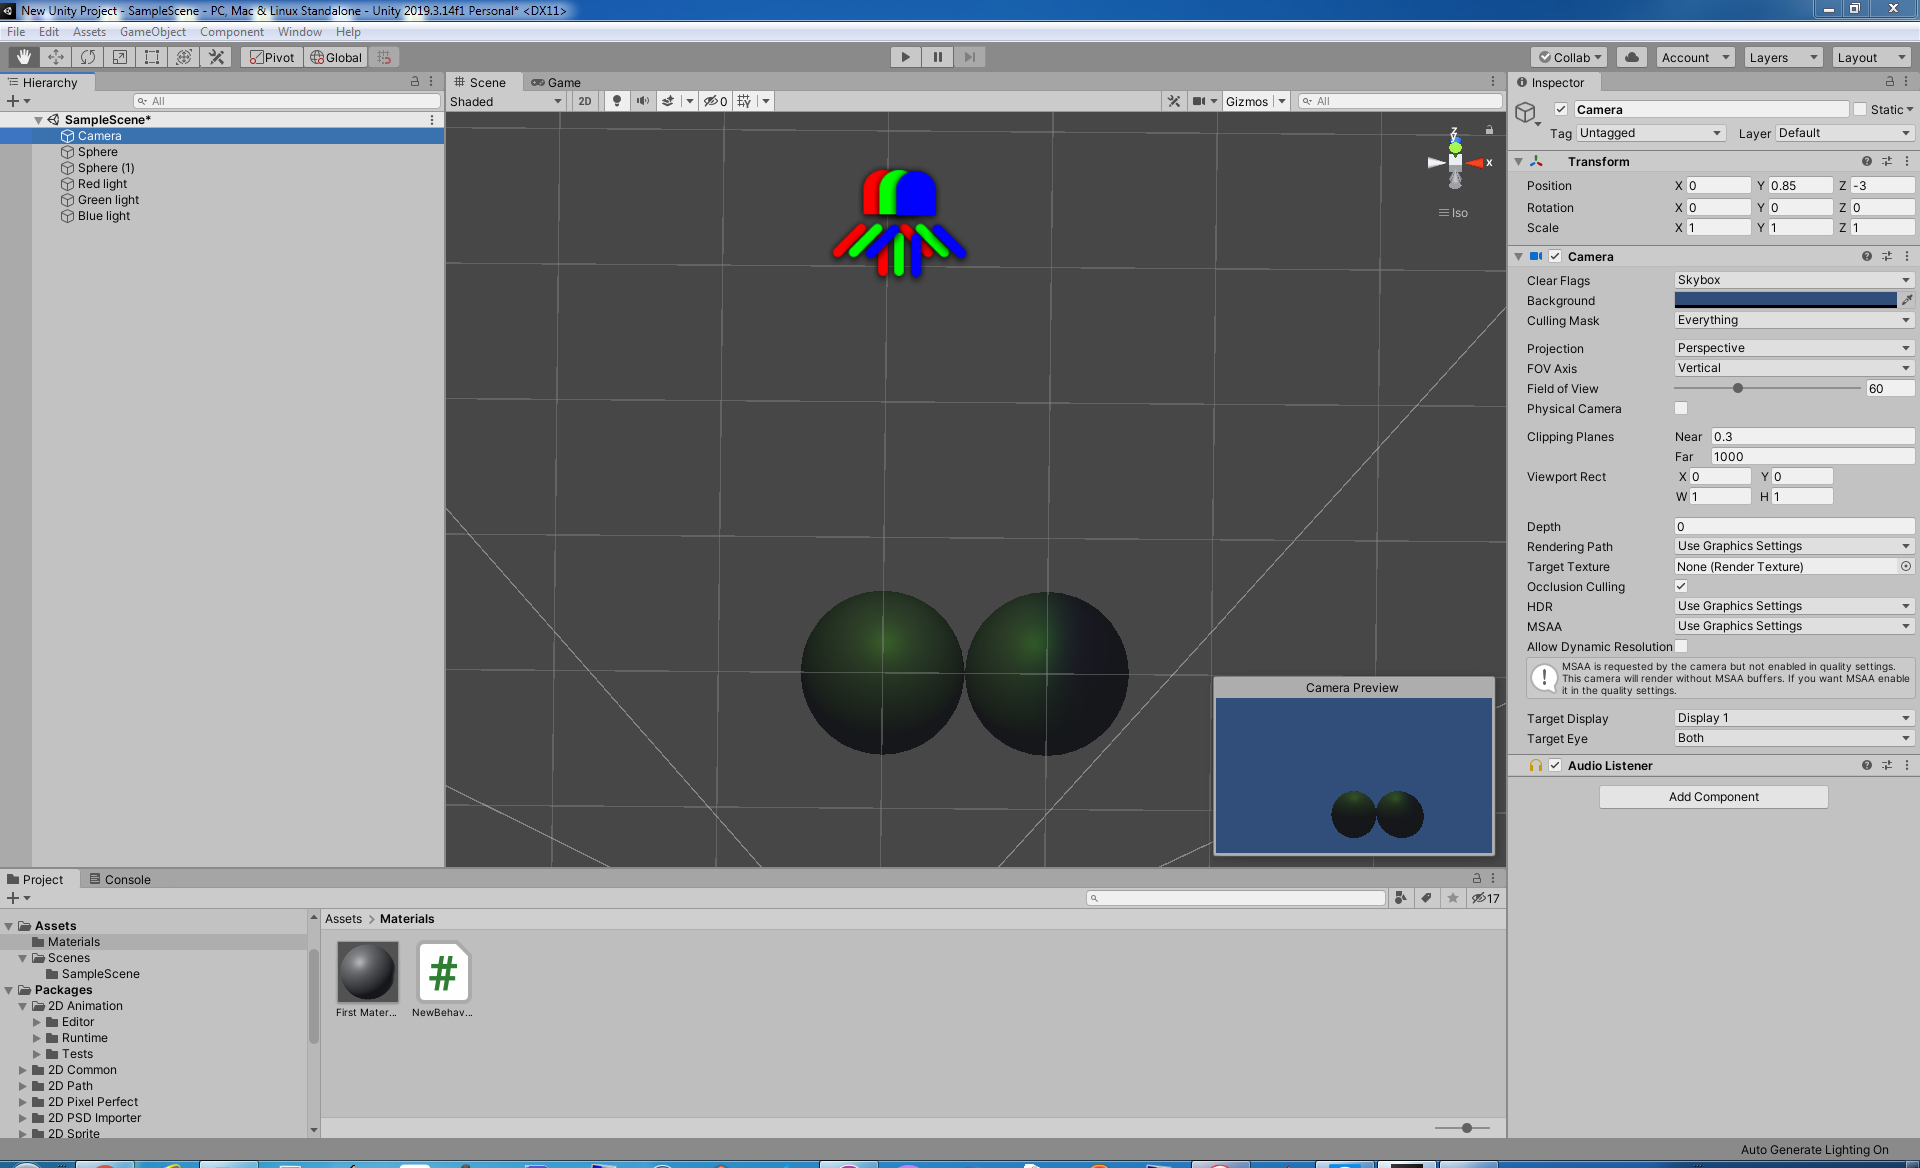 New Unity Project - SampleScene - PC, Mac & Linux Standalone - Unity 2019.3.14f1 Personal* <DX11>
File Edit Assets GameObject Component Window Help
Pivot Global Collab Account Layers Layout
Hierarchy
All
SampleScene*
Camera
Sphere
Sphere (1)
Red light
Green light
Blue light
Scene Game
Shaded 2D 0 Gizmos All
z
y
x
Iso
Camera Preview
Inspector
Camera Static
Tag Untagged Layer Default
Transform
Position X 0 Y 0.85 Z -3
Rotation X 0 Y 0 Z 0
Scale X 1 Y 1 Z 1
Camera
Clear Flags Skybox
Background
Culling Mask Everything
Projection Perspective
FOV Axis Vertical
Field of View 60
Physical Camera
Clipping Planes Near 0.3
Far 1000
Viewport Rect X 0 Y 0
W 1 H 1
Depth 0
Rendering Path Use Graphics Settings
Target Texture None (Render Texture)
Occlusion Culling
HDR Use Graphics Settings
MSAA Use Graphics Settings
Allow Dynamic Resolution
MSAA is requested by the camera but not enabled in quality settings.
This camera will render without MSAA buffers. If you want MSAA enable
it in the quality settings.
Target Display Display 1
Target Eye Both
Audio Listener
Add Component
Project Console
17
Assets
Materials
Scenes
SampleScene
Packages
2D Animation
Editor
Runtime
Tests
2D Common
2D Path
2D Pixel Perfect
2D PSD Importer
2D Sprite
Assets > Materials
First Mater... NewBehav...
Auto Generate Lighting On